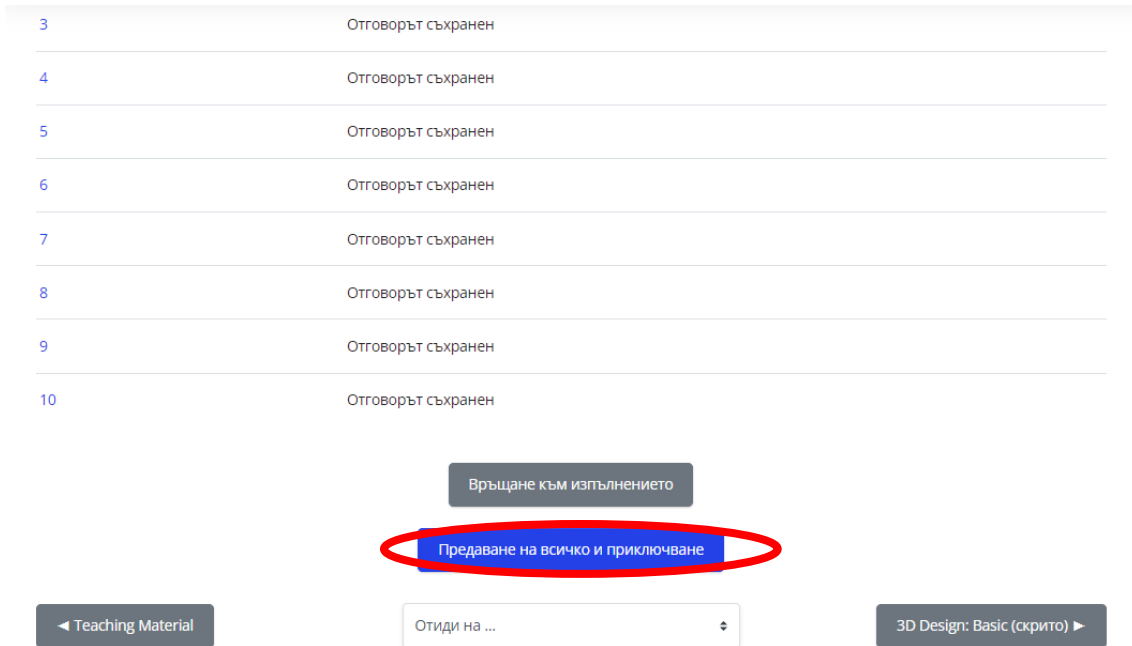 3 Отговорът съхранен
4 Отговорът съхранен
5 Отговорът съхранен
6 Отговорът съхранен
7 Отговорът съхранен
8 Отговорът съхранен
9 Отговорът съхранен
10 Отговорът съхранен
Връщане към изпълнението
Предаване на всичко и приключване
◄ Teaching Material Отиди на ... 3D Design: Basic (скрито) ►